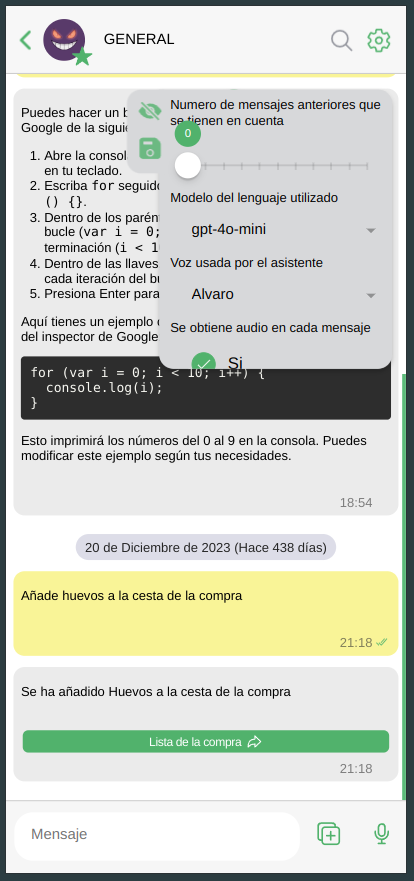 GENERAL
Numero de mensajes anteriores que
se tienen en cuenta
0
Modelo del lenguaje utilizado
gpt-4o-mini
Voz usada por el asistente
Alvaro
Se obtiene audio en cada mensaje
Si
Puedes hacer un
Google de la
1. Abre la
en tu teclado.
2. Escriba for
() {}.
3. Dentro de los
bucle (var i = 0;
terminación (i <
4. Dentro de las llaves
cada iteración del
5. Presiona Enter para
Aquí tienes un ejemplo
del inspector de Google
for (var i = 0; i < 10; i++) {
console.log(i);
}
Esto imprimirá los números del 0 al 9 en la consola. Puedes
modificar este ejemplo según tus necesidades.
18:54
20 de Diciembre de 2023 (Hace 438 días)
Añade huevos a la cesta de la compra
21:18
Se ha añadido Huevos a la cesta de la compra
Lista de la compra
21:18
Mensaje